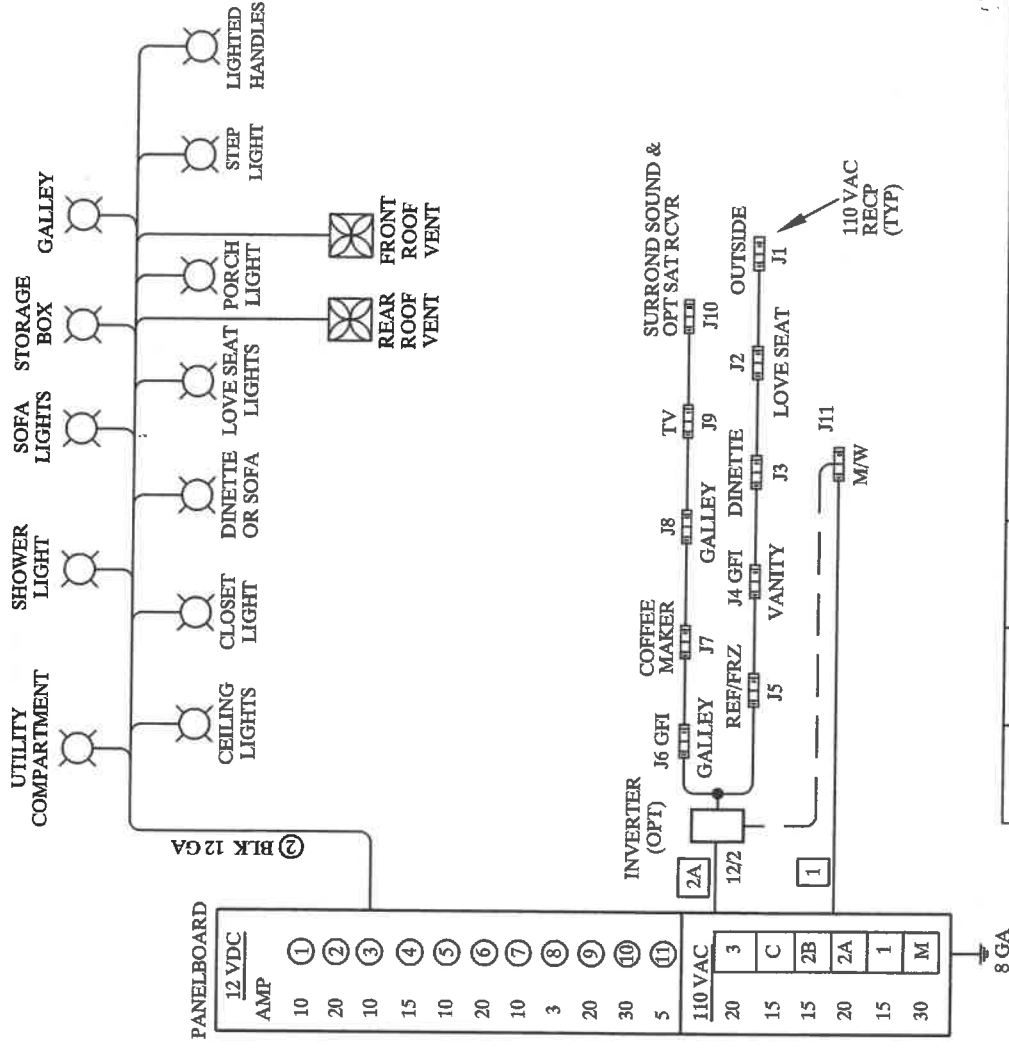 UTILITY
COMPARTMENT
SHOWER
LIGHT
SOFA
LIGHTS
STORAGE
BOX
GALLEY
CEILING
LIGHTS
CLOSET
LIGHT
DINETTE
OR SOFA
LOVE SEAT
LIGHTS
PORCH
LIGHT
STEP
LIGHT
LIGHTED
HANDLES
REAR
ROOF
VENT
FRONT
ROOF
VENT
② BLK 12 GA
PANELBOARD
12 VDC
AMP
10 ①
20 ②
10 ③
15 ④
10 ⑤
20 ⑥
10 ⑦
3 ⑧
20 ⑨
30 ⑩
5 ⑪
110 VAC
20 3
15 C
15 2B
20 2A
15 1
30 M
8 GA
INVERTER
(OPT)
2A
12/2
1
J6 GFI
GALLEY
COFFEE
MAKER
J7
J8
GALLEY
TV
J9
SURROND SOUND &
OPT SAT RCVR
J10
REF/FRZ
J5
J4 GFI
VANITY
DINETTE
J3
J2
LOVE SEAT
OUTSIDE
J1
110 VAC
RECP
(TYP)
J11
M/W